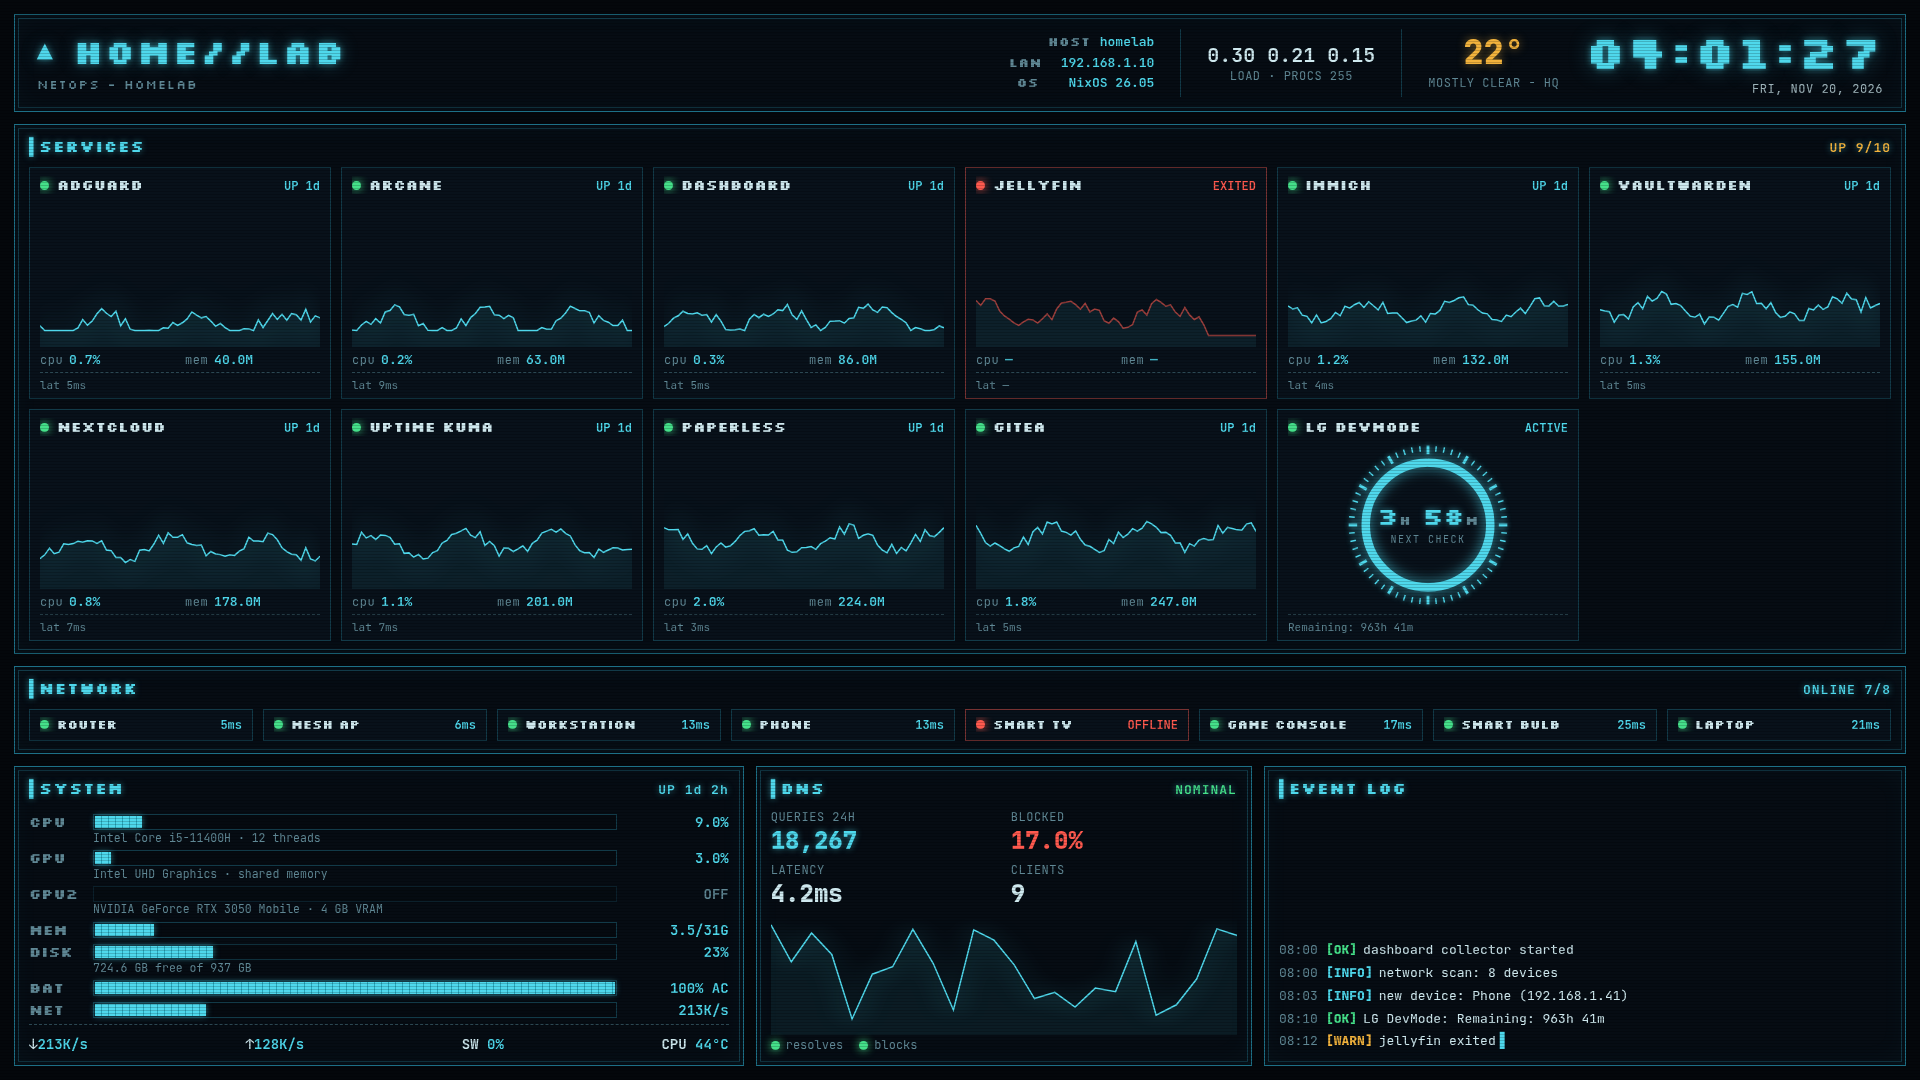 ▲ HOME//LAB
NETOPS - HOMELAB
HOST homelab
LAN 192.168.1.10
OS NixOS 26.05
0.30 0.21 0.15
LOAD · PROCS 255
22°
MOSTLY CLEAR - HQ
04:01:27
FRI, NOV 20, 2026
SERVICES
UP 9/10
ADGUARD UP 1d
cpu 0.7% mem 40.0M
lat 5ms
ARCANE UP 1d
cpu 0.2% mem 63.0M
lat 9ms
DASHBOARD UP 1d
cpu 0.3% mem 86.0M
lat 5ms
JELLYFIN EXITED
cpu — mem —
lat —
IMMICH UP 1d
cpu 1.2% mem 132.0M
lat 4ms
VAULTWARDEN UP 1d
cpu 1.3% mem 155.0M
lat 5ms
NEXTCLOUD UP 1d
cpu 0.8% mem 178.0M
lat 7ms
UPTIME KUMA UP 1d
cpu 1.1% mem 201.0M
lat 7ms
PAPERLESS UP 1d
cpu 2.0% mem 224.0M
lat 3ms
GITEA UP 1d
cpu 1.8% mem 247.0M
lat 5ms
LG DEVMODE ACTIVE
3H 58M
NEXT CHECK
Remaining: 963h 41m
NETWORK
ONLINE 7/8
ROUTER 5ms
MESH AP 6ms
WORKSTATION 13ms
PHONE 13ms
SMART TV OFFLINE
GAME CONSOLE 17ms
SMART BULB 25ms
LAPTOP 21ms
SYSTEM UP 1d 2h
CPU 9.0%
Intel Core i5-11400H · 12 threads
GPU 3.0%
Intel UHD Graphics · shared memory
GPU2 OFF
NVIDIA GeForce RTX 3050 Mobile · 4 GB VRAM
MEM 3.5/31G
DISK 23%
724.6 GB free of 937 GB
BAT 100% AC
NET 213K/s
↓213K/s ↑128K/s SW 0% CPU 44°C
DNS NOMINAL
QUERIES 24H BLOCKED
18,267 17.0%
LATENCY CLIENTS
4.2ms 9
resolves blocks
EVENT LOG
08:00 [OK] dashboard collector started
08:00 [INFO] network scan: 8 devices
08:03 [INFO] new device: Phone (192.168.1.41)
08:10 [OK] LG DevMode: Remaining: 963h 41m
08:12 [WARN] jellyfin exited